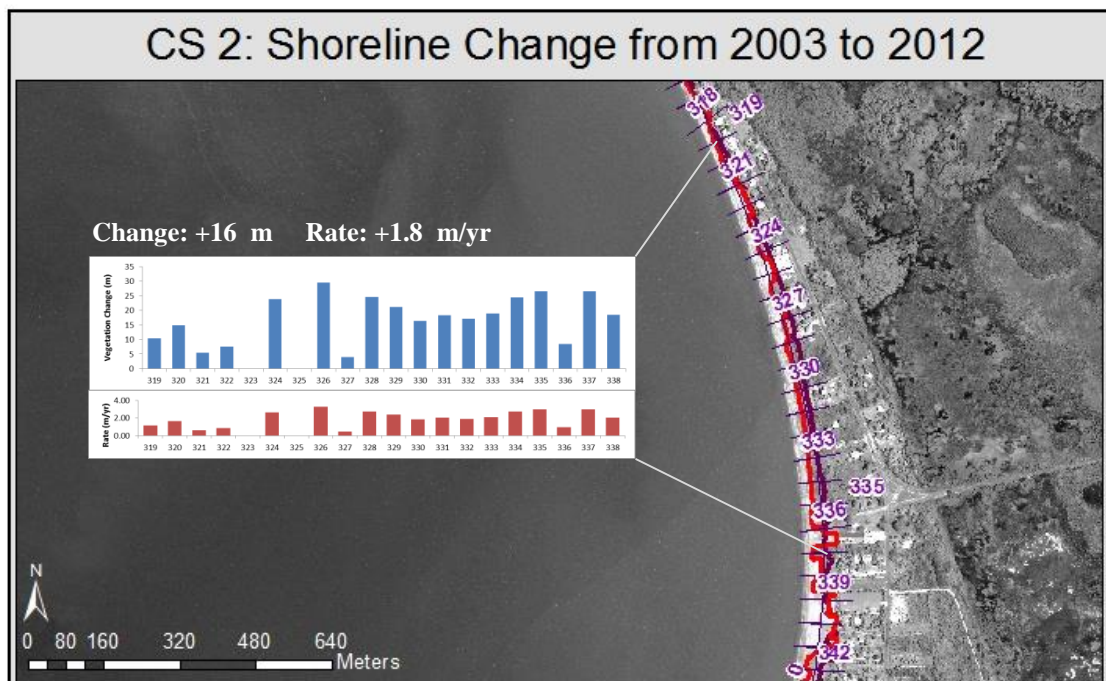 CS 2: Shoreline Change from 2003 to 2012
318
319
321
324
327
330
333
335
336
339
342
0
Change: +16 m Rate: +1.8 m/yr
Vegetation Change (m)
35
30
25
20
15
10
5
0
319 320 321 322 323 324 325 326 327 328 329 330 331 332 333 334 335 336 337 338
Rate (m/yr)
4.00
2.00
0.00
319 320 321 322 323 324 325 326 327 328 329 330 331 332 333 334 335 336 337 338
N
0 80 160 320 480 640
Meters